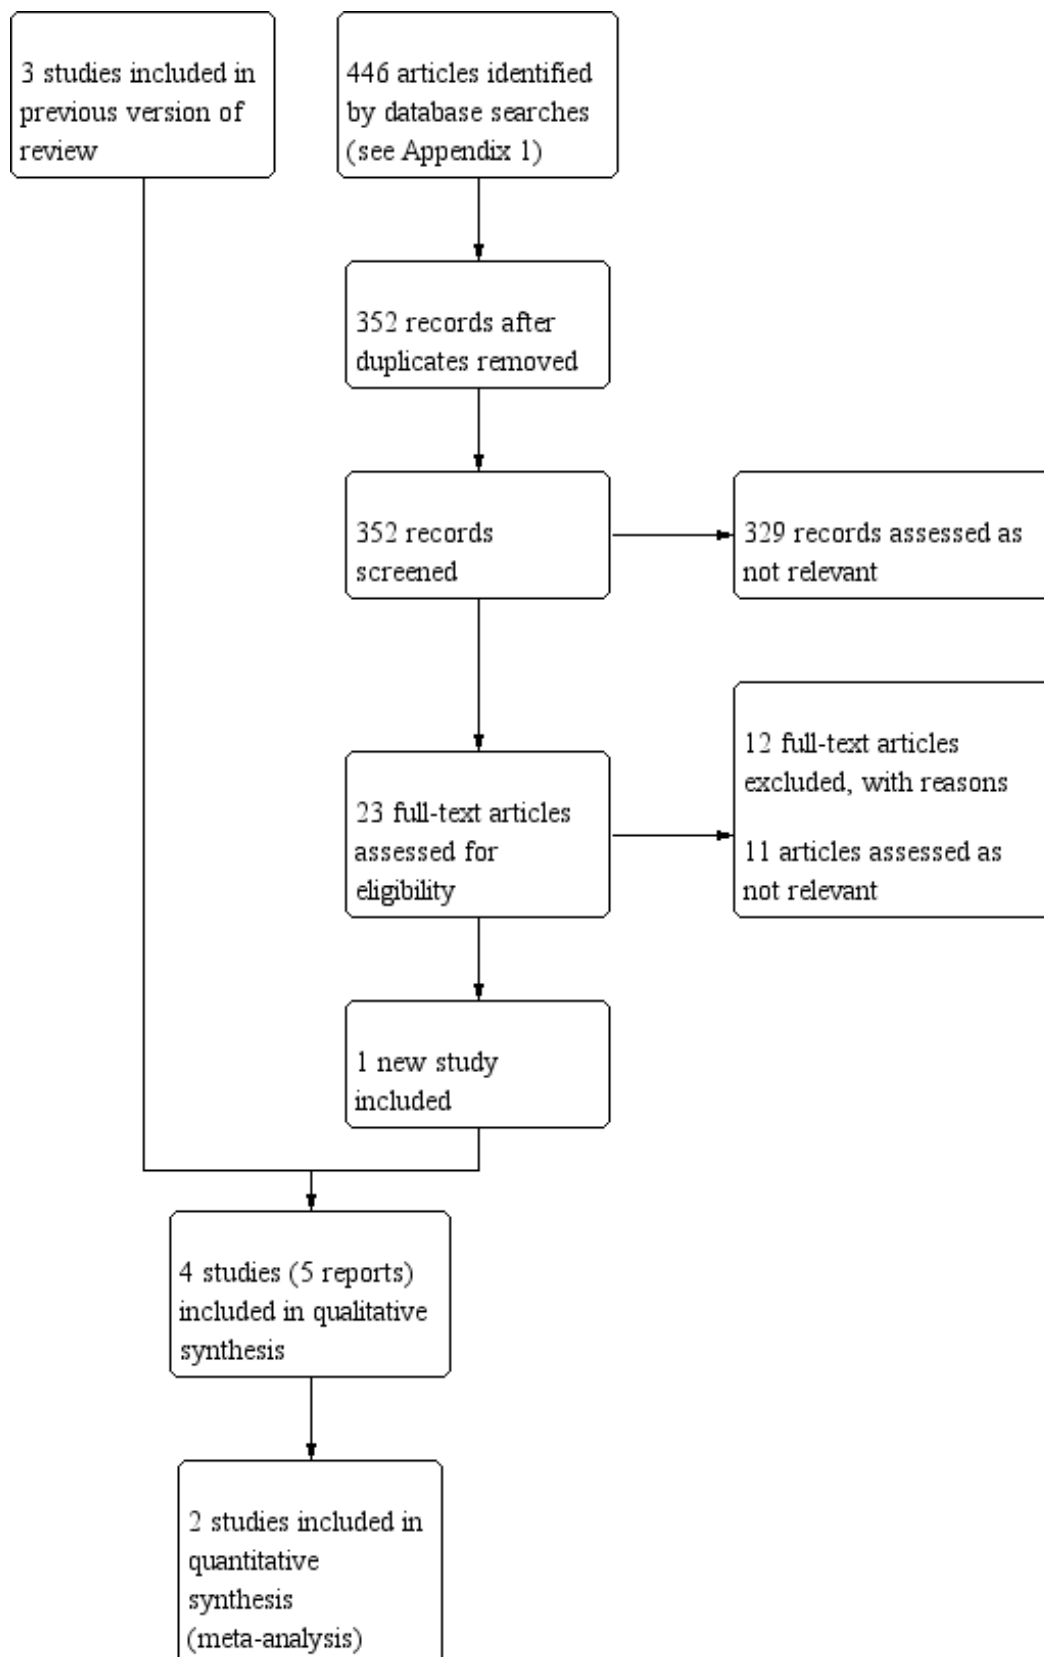 3 studies included in
previous version of
review
446 articles identified
by database searches
(see Appendix 1)
352 records after
duplicates removed
352 records
screened
329 records assessed as
not relevant
23 full-text articles
assessed for
eligibility
12 full-text articles
excluded, with reasons
11 articles assessed as
not relevant
1 new study
included
4 studies (5 reports)
included in qualitative
synthesis
2 studies included in
quantitative
synthesis
(meta-analysis)